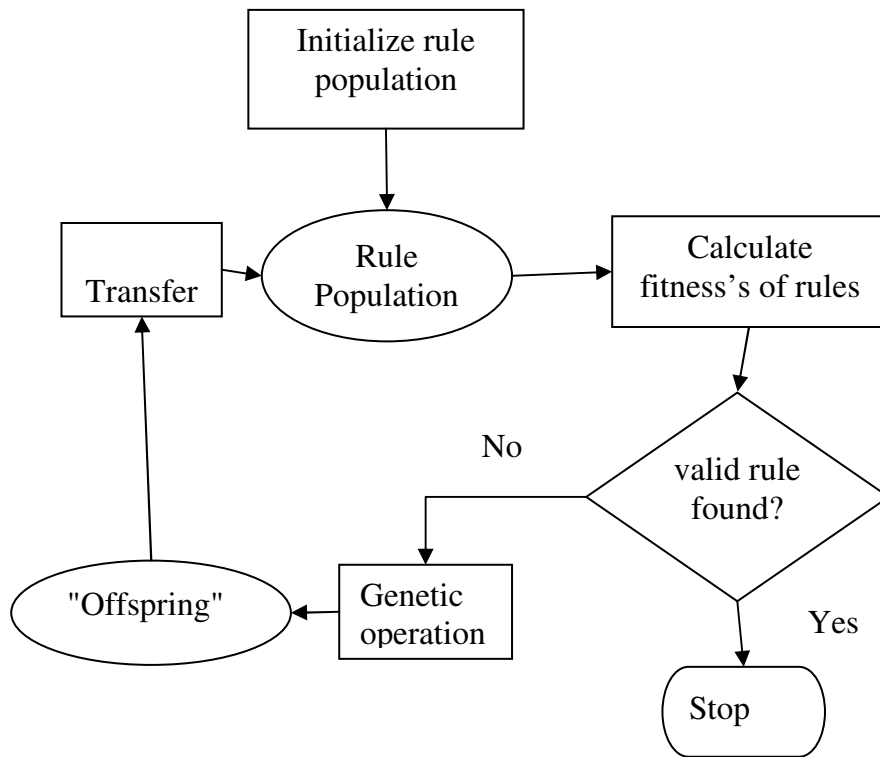 Initialize rule
population
Rule
Population
Calculate
fitness's of rules
Transfer
No
valid rule
found?
"Offspring"
Genetic
operation
Yes
Stop